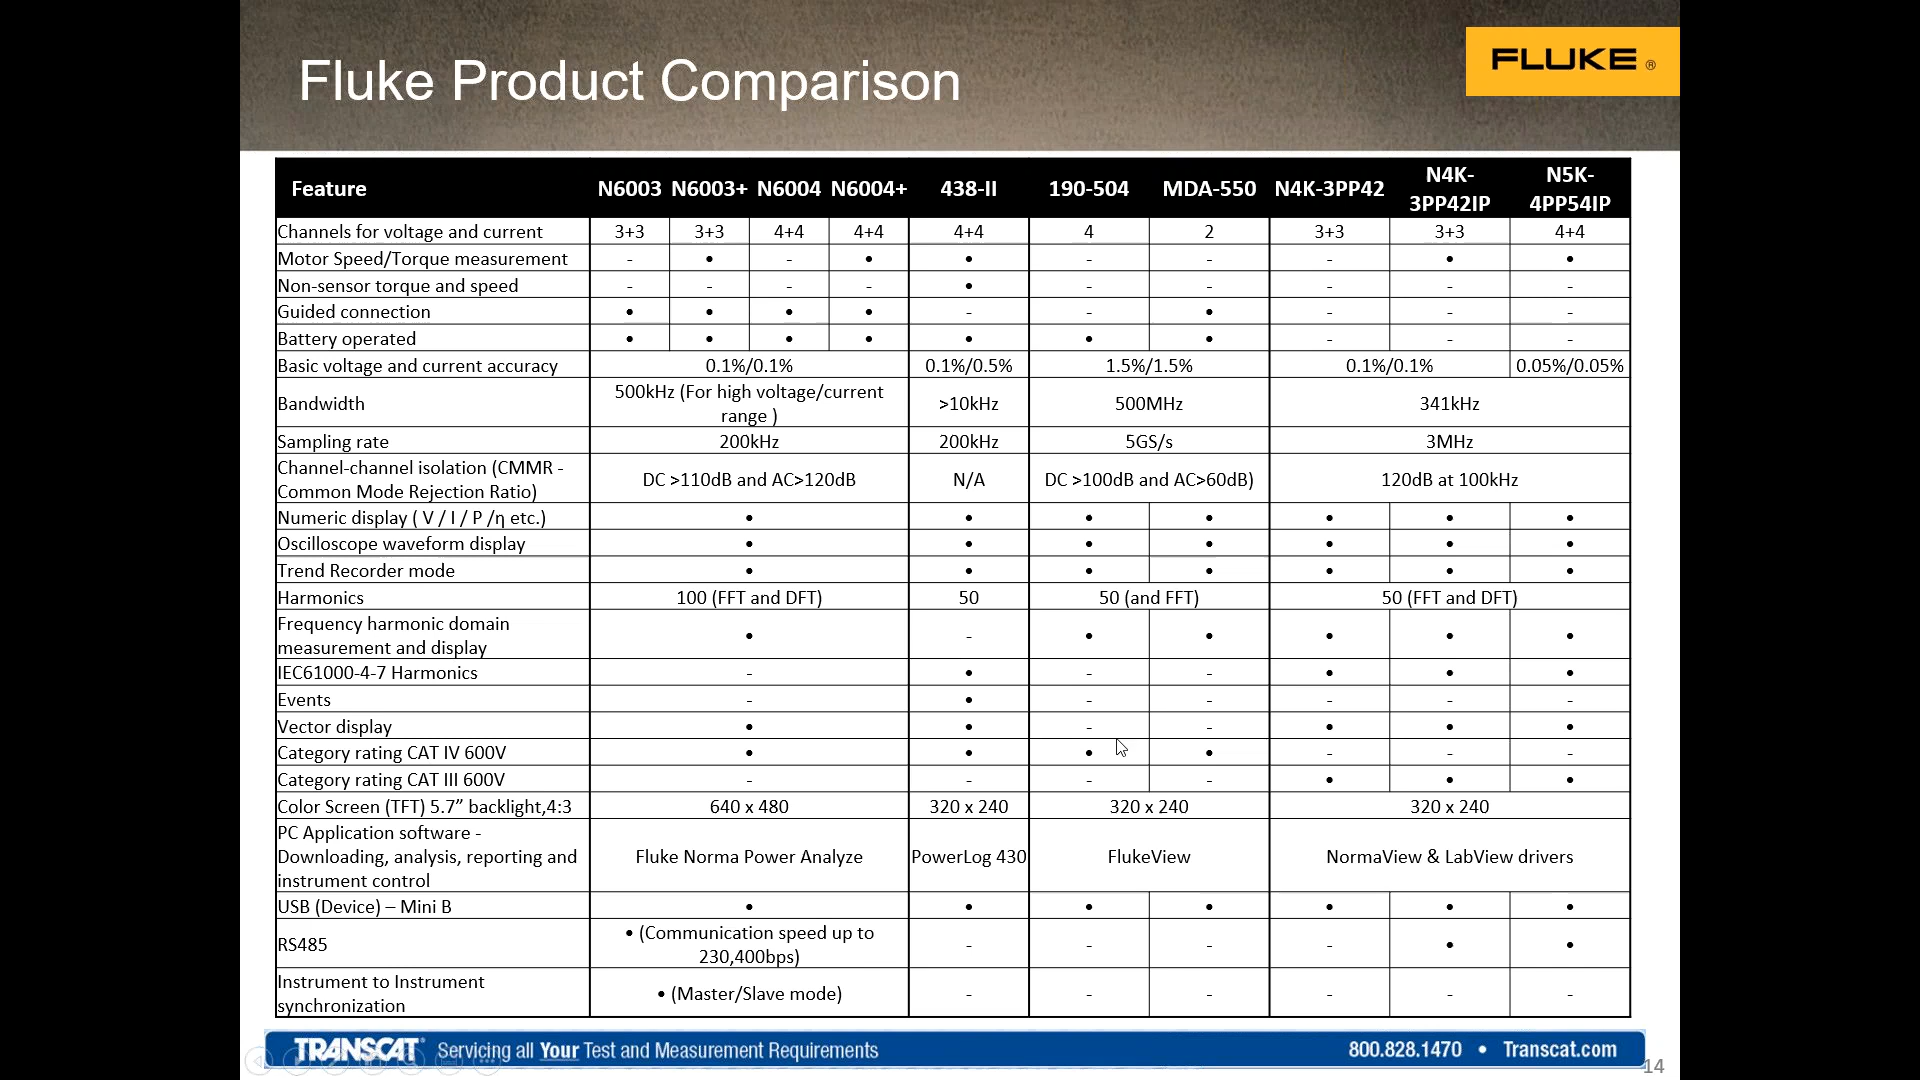 Fluke Product Comparison
FLUKE ®
Feature N6003 N6003+ N6004 N6004+ 438-II 190-504 MDA-550 N4K-3PP42 N4K-3PP42IP N5K-4PP54IP
Channels for voltage and current 3+3 3+3 4+4 4+4 4+4 4 2 3+3 3+3 4+4
Motor Speed/Torque measurement - • - • • - - - • •
Non-sensor torque and speed - - - - • - - - - -
Guided connection • • • • - - • - - -
Battery operated • • • • • • • - - -
Basic voltage and current accuracy 0.1%/0.1% 0.1%/0.5% 1.5%/1.5% 0.1%/0.1% 0.05%/0.05%
Bandwidth 500kHz (For high voltage/current range ) >10kHz 500MHz 341kHz
Sampling rate 200kHz 200kHz 5GS/s 3MHz
Channel-channel isolation (CMMR -
Common Mode Rejection Ratio) DC >110dB and AC>120dB N/A DC >100dB and AC>60dB) 120dB at 100kHz
Numeric display ( V / I / P /η etc.) • • • • • • •
Oscilloscope waveform display • • • • • • •
Trend Recorder mode • • • • • • •
Harmonics 100 (FFT and DFT) 50 50 (and FFT) 50 (FFT and DFT)
Frequency harmonic domain
measurement and display • - • • • • •
IEC61000-4-7 Harmonics - • - - • • •
Events - • - - - - -
Vector display • • - - • • •
Category rating CAT IV 600V • • • • - - -
Category rating CAT III 600V - - - - • • •
Color Screen (TFT) 5.7” backlight,4:3 640 x 480 320 x 240 320 x 240 320 x 240
PC Application software -
Downloading, analysis, reporting and
instrument control Fluke Norma Power Analyze PowerLog 430 FlukeView NormaView & LabView drivers
USB (Device) – Mini B • • • • • • •
RS485 • (Communication speed up to 230,400bps) - - - - • •
Instrument to Instrument
synchronization • (Master/Slave mode) - - - - - -
TRANSCAT® Servicing all Your Test and Measurement Requirements 800.828.1470 • Transcat.com
14